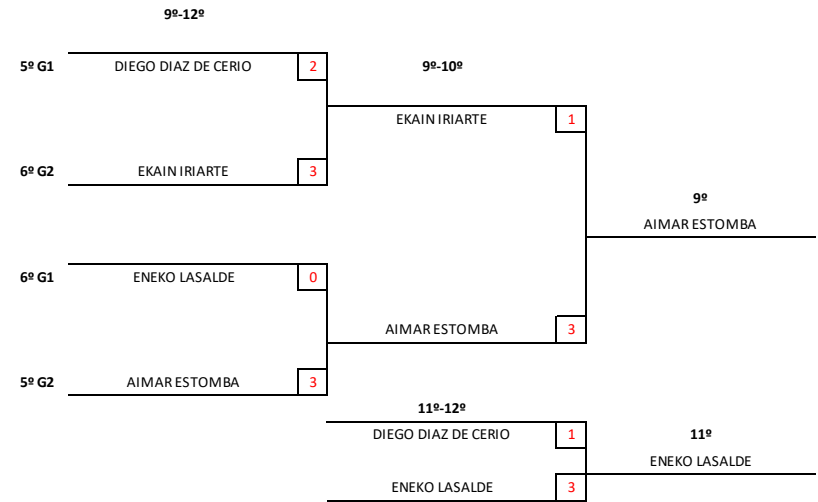 9º-12º
5º G1 DIEGO DIAZ DE CERIO 2 9º-10º
EKAIN IRIARTE 1
6º G2 EKAIN IRIARTE 3
9º
AIMAR ESTOMBA
6º G1 ENEKO LASALDE 0
AIMAR ESTOMBA 3
5º G2 AIMAR ESTOMBA 3
11º-12º
DIEGO DIAZ DE CERIO 1 11º
ENEKO LASALDE
ENEKO LASALDE 3